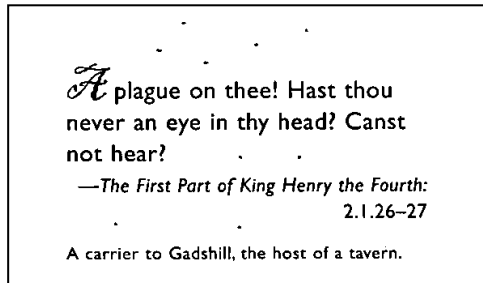 A plague on thee! Hast thou
never an eye in thy head? Canst
not hear?
—The First Part of King Henry the Fourth:
2.1.26–27
A carrier to Gadshill, the host of a tavern.